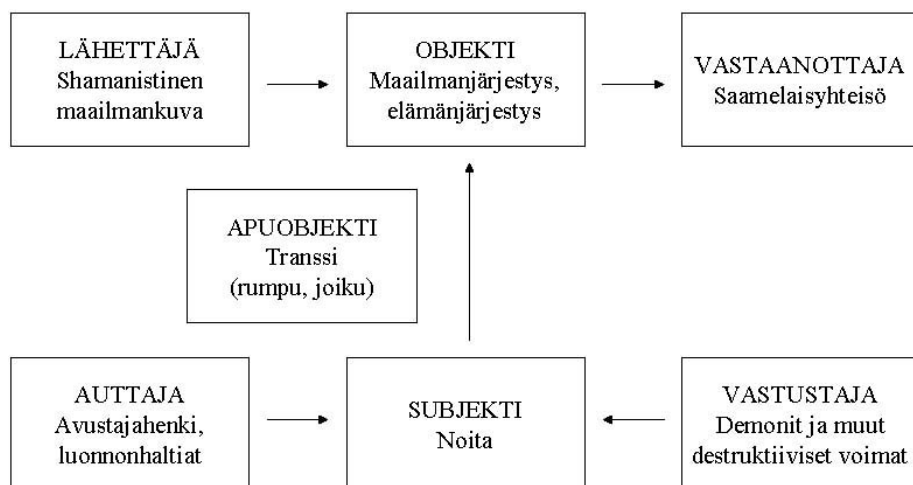 LÄHETTÄJÄ
Shamanistinen
maailmankuva
OBJEKTI
Maailmanjärjestys,
elämänjärjestys
VASTAANOTTAJA
Saamelaisyhteisö
APUOBJEKTI
Transsi
(rumpu, joiku)
AUTTAJA
Avustajahenki,
luonnonhaltiat
SUBJEKTI
Noita
VASTUSTAJA
Demonit ja muut
destruktiiviset voimat